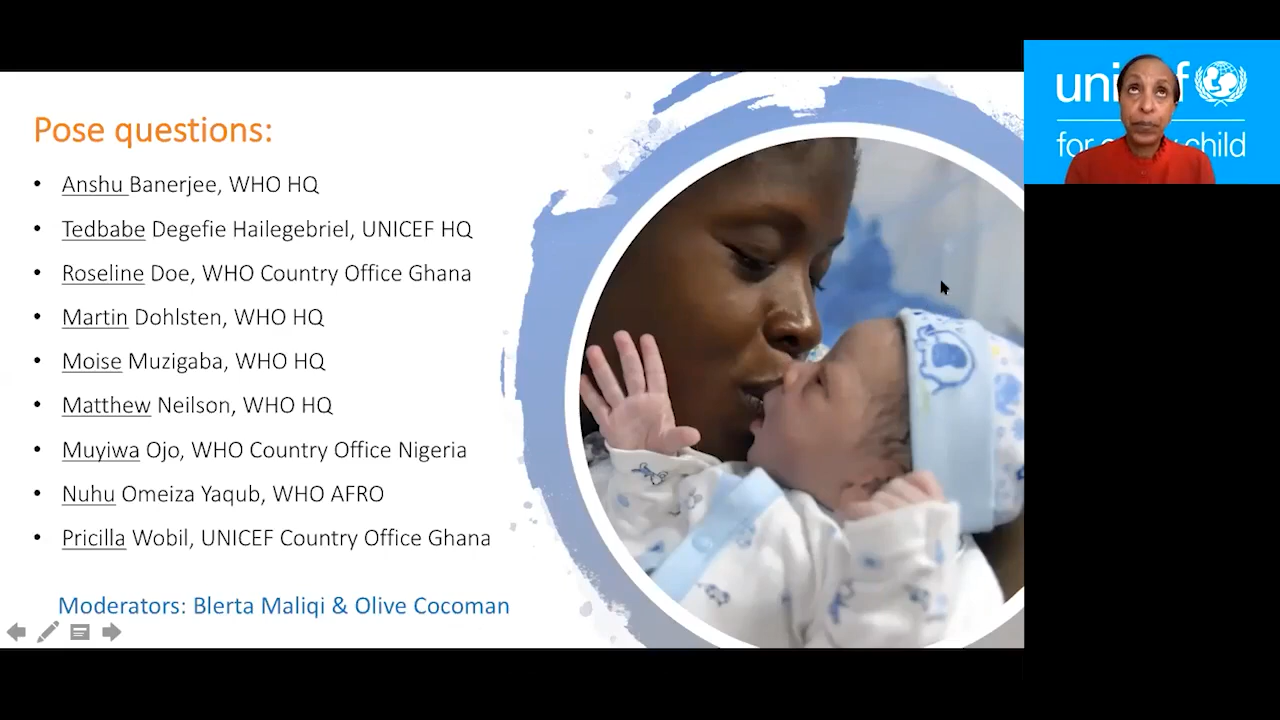 Pose questions:
• Anshu Banerjee, WHO HQ
• Tedbabe Degefie Hailegebriel, UNICEF HQ
• Roseline Doe, WHO Country Office Ghana
• Martin Dohlsten, WHO HQ
• Moise Muzigaba, WHO HQ
• Matthew Neilson, WHO HQ
• Muyiwa Ojo, WHO Country Office Nigeria
• Nuhu Omeiza Yaqub, WHO AFRO
• Pricilla Wobil, UNICEF Country Office Ghana
Moderators: Blerta Maliqi & Olive Cocoman
child